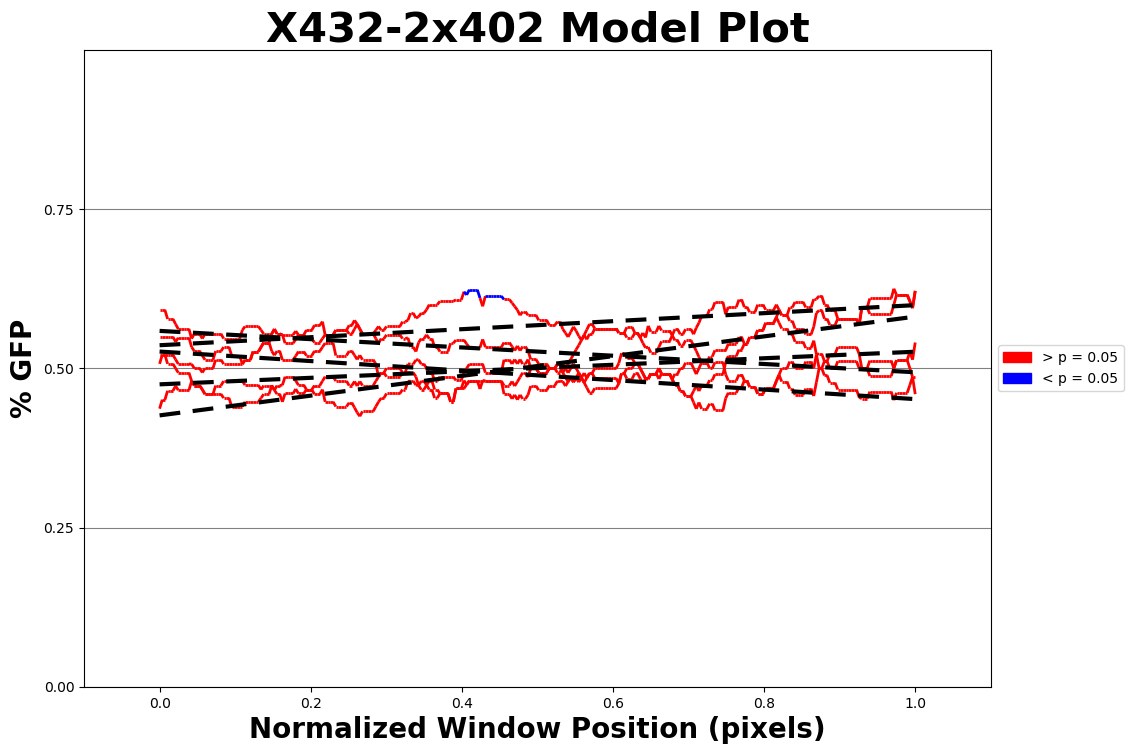 X432-2x402 Model Plot
% GFP
0.75
0.50
0.25
0.00
0.0 0.2 0.4 0.6 0.8 1.0
Normalized Window Position (pixels)
> p = 0.05
< p = 0.05